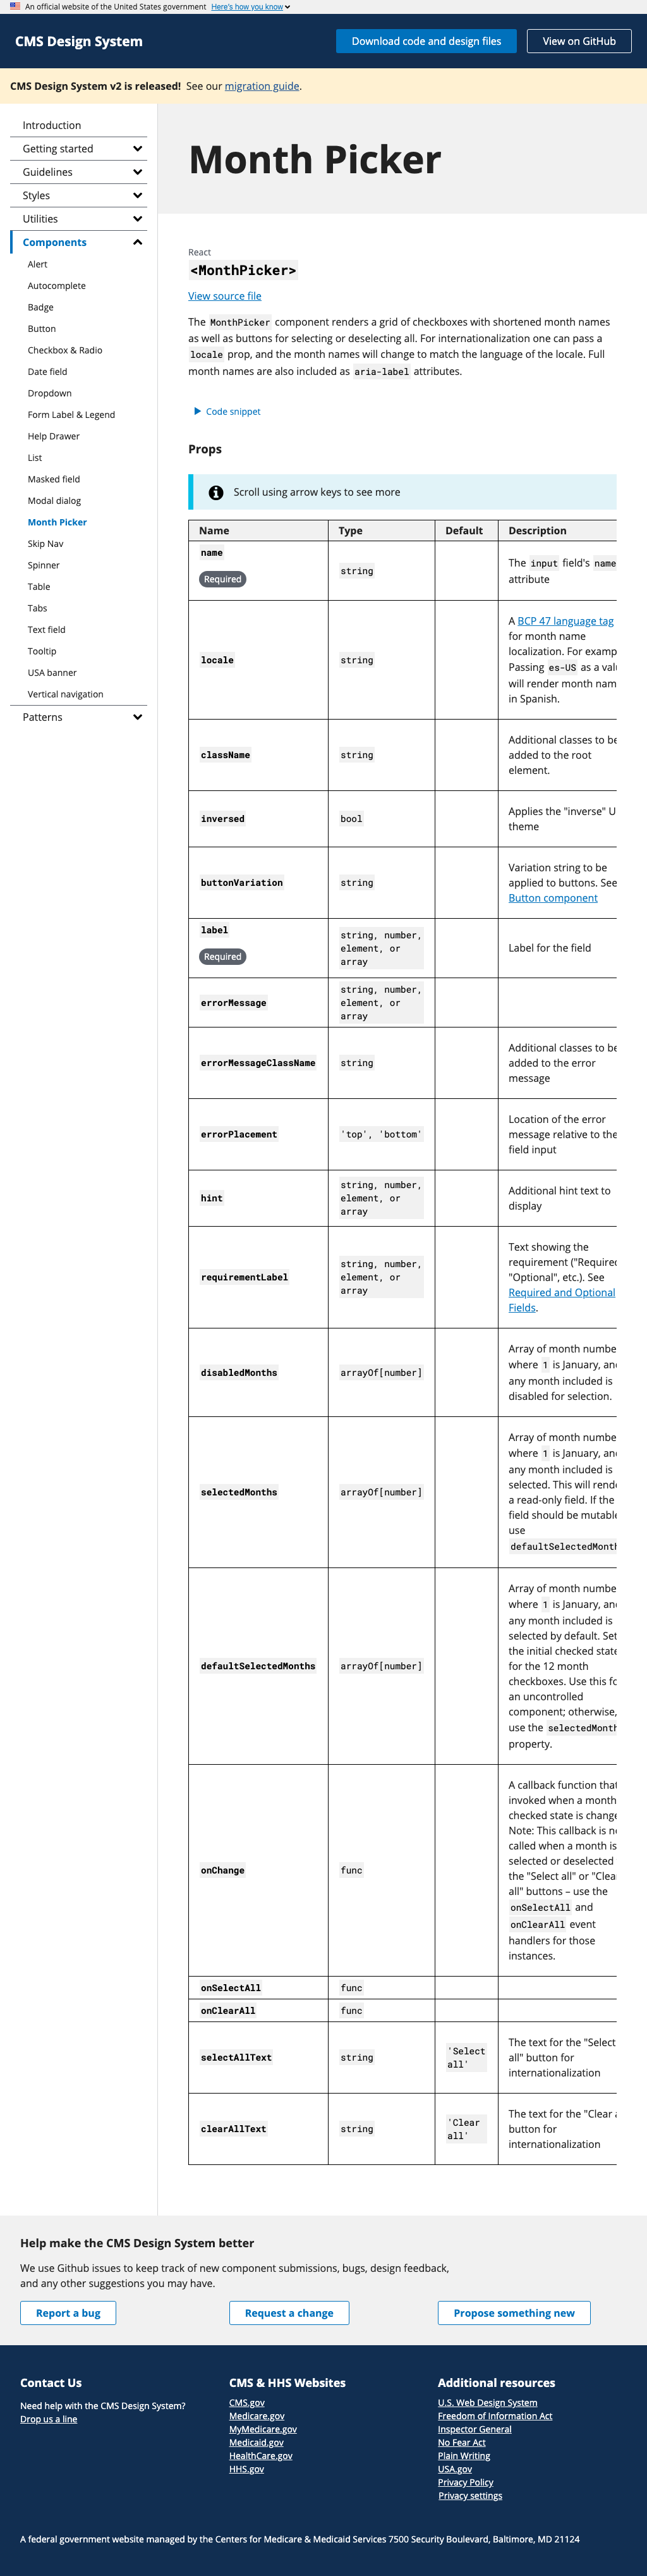 An official website of the United States government Here's how you know
CMS Design System
Download code and design files
View on GitHub
CMS Design System v2 is released! See our migration guide.
Introduction
Getting started
Guidelines
Styles
Utilities
Components
Alert
Autocomplete
Badge
Button
Checkbox & Radio
Date field
Dropdown
Form Label & Legend
Help Drawer
List
Masked field
Modal dialog
Month Picker
Skip Nav
Spinner
Table
Tabs
Text field
Tooltip
USA banner
Vertical navigation
Patterns
Month Picker
React
<MonthPicker>
View source file
The MonthPicker component renders a grid of checkboxes with shortened month names
as well as buttons for selecting or deselecting all. For internationalization one can pass a
locale prop, and the month names will change to match the language of the locale. Full
month names are also included as aria-label attributes.
Code snippet
Props
Scroll using arrow keys to see more
Name Type Default Description
name
Required
string
The input field's name
attribute
locale
string
A BCP 47 language tag
for month name
localization. For examp
Passing es-US as a valu
will render month nam
in Spanish.
className
string
Additional classes to be
added to the root
element.
inversed
bool
Applies the "inverse" U
theme
buttonVariation
string
Variation string to be
applied to buttons. See
Button component
label
Required
string, number,
element, or
array
Label for the field
errorMessage
string, number,
element, or
array
errorMessageClassName
string
Additional classes to be
added to the error
message
errorPlacement
'top', 'bottom'
Location of the error
message relative to the
field input
hint
string, number,
element, or
array
Additional hint text to
display
requirementLabel
string, number,
element, or
array
Text showing the
requirement ("Required
"Optional", etc.). See
Required and Optional
Fields.
disabledMonths
arrayOf[number]
Array of month numbe
where 1 is January, and
any month included is
disabled for selection.
selectedMonths
arrayOf[number]
Array of month numbe
where 1 is January, and
any month included is
selected. This will rende
a read-only field. If the
field should be mutable
use
defaultSelectedMonth
defaultSelectedMonths
arrayOf[number]
Array of month numbe
where 1 is January, and
any month included is
selected by default. Set
the initial checked state
for the 12 month
checkboxes. Use this fo
an uncontrolled
component; otherwise,
use the selectedMonth
property.
onChange
func
A callback function that
invoked when a month
checked state is change
Note: This callback is no
called when a month is
selected or deselected
the "Select all" or "Clea
all" buttons – use the
onSelectAll and
onClearAll event
handlers for those
instances.
onSelectAll
func
onClearAll
func
selectAllText
string
'Select
all'
The text for the "Select
all" button for
internationalization
clearAllText
string
'Clear
all'
The text for the "Clear a
button for
internationalization
Help make the CMS Design System better
We use Github issues to keep track of new component submissions, bugs, design feedback,
and any other suggestions you may have.
Report a bug
Request a change
Propose something new
Contact Us
Need help with the CMS Design System?
Drop us a line
CMS & HHS Websites
CMS.gov
Medicare.gov
MyMedicare.gov
Medicaid.gov
HealthCare.gov
HHS.gov
Additional resources
U.S. Web Design System
Freedom of Information Act
Inspector General
No Fear Act
Plain Writing
USA.gov
Privacy Policy
Privacy settings
A federal government website managed by the Centers for Medicare & Medicaid Services 7500 Security Boulevard, Baltimore, MD 21124